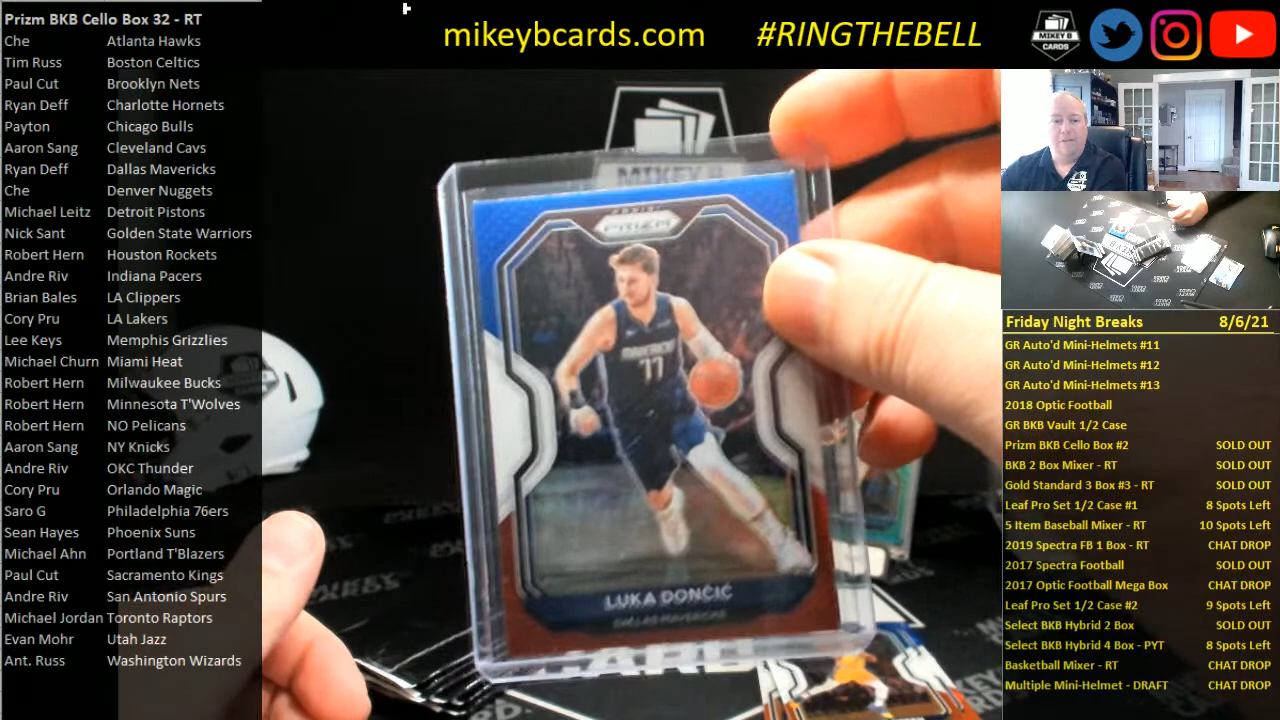 Prizm BKB Cello Box 32 - RT
Che Atlanta Hawks
Tim Russ Boston Celtics
Paul Cut Brooklyn Nets
Ryan Deff Charlotte Hornets
Payton Chicago Bulls
Aaron Sang Cleveland Cavs
Ryan Deff Dallas Mavericks
Che Denver Nuggets
Michael Leitz Detroit Pistons
Nick Sant Golden State Warriors
Robert Hern Houston Rockets
Andre Riv Indiana Pacers
Brian Bales LA Clippers
Cory Pru LA Lakers
Lee Keys Memphis Grizzlies
Michael Churn Miami Heat
Robert Hern Milwaukee Bucks
Robert Hern Minnesota T'Wolves
Robert Hern NO Pelicans
Aaron Sang NY Knicks
Andre Riv OKC Thunder
Cory Pru Orlando Magic
Saro G Philadelphia 76ers
Sean Hayes Phoenix Suns
Michael Ahn Portland T'Blazers
Paul Cut Sacramento Kings
Andre Riv San Antonio Spurs
Michael Jordan Toronto Raptors
Evan Mohr Utah Jazz
Ant. Russ Washington Wizards
mikeybcards.com #RINGTHEBELL
MIKEY B
CARDS
MIKEY B
PRIZM
MAVERICKS
77
LUKA DONČIĆ
DALLAS MAVERICKS
CARD
Friday Night Breaks 8/6/21
GR Auto'd Mini-Helmets #11
GR Auto'd Mini-Helmets #12
GR Auto'd Mini-Helmets #13
2018 Optic Football
GR BKB Vault 1/2 Case
Prizm BKB Cello Box #2 SOLD OUT
BKB 2 Box Mixer - RT SOLD OUT
Gold Standard 3 Box #3 - RT SOLD OUT
Leaf Pro Set 1/2 Case #1 8 Spots Left
5 Item Baseball Mixer - RT 10 Spots Left
2019 Spectra FB 1 Box - RT CHAT DROP
2017 Spectra Football SOLD OUT
2017 Optic Football Mega Box CHAT DROP
Leaf Pro Set 1/2 Case #2 9 Spots Left
Select BKB Hybrid 2 Box SOLD OUT
Select BKB Hybrid 4 Box - PYT 8 Spots Left
Basketball Mixer - RT CHAT DROP
Multiple Mini-Helmet - DRAFT CHAT DROP